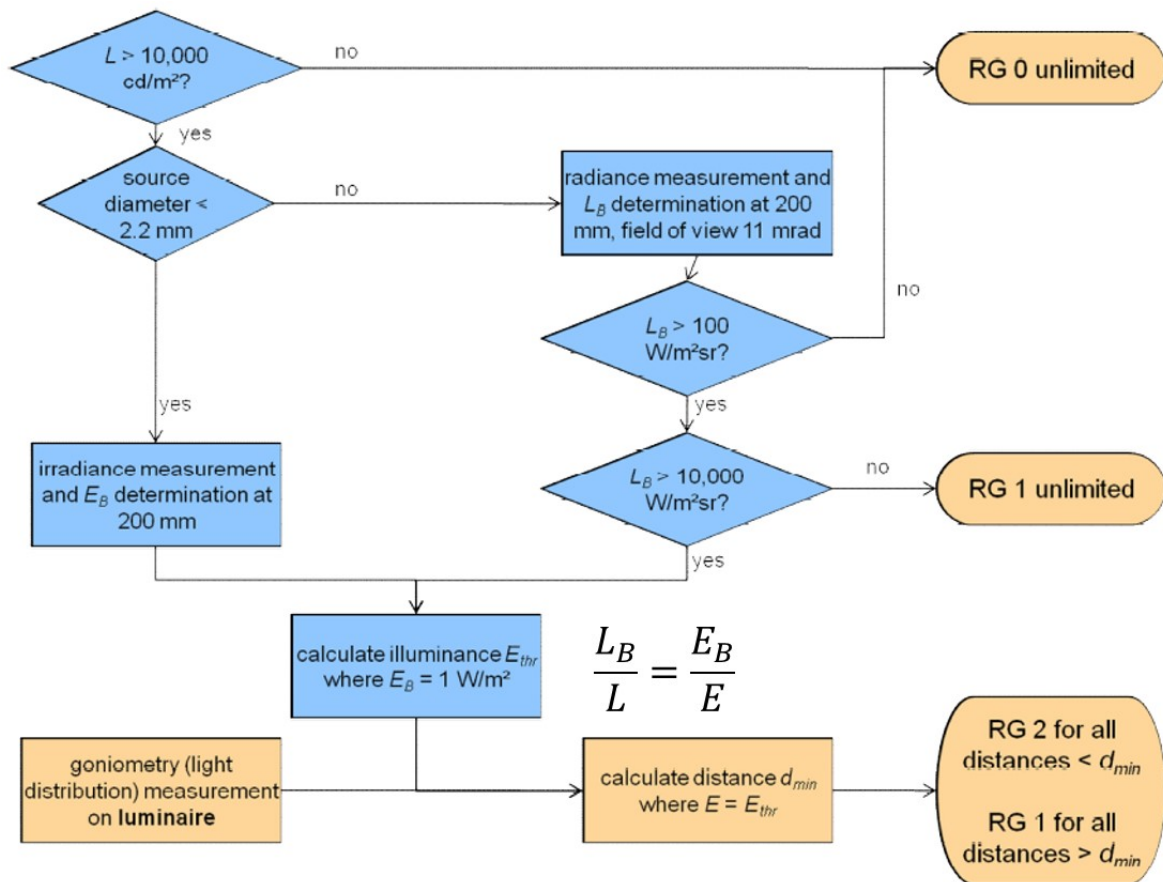 L > 10,000
cd/m²?
no
RG 0 unlimited
yes
source
diameter <
2.2 mm
no
radiance measurement and
L_B determination at 200
mm, field of view 11 mrad
no
L_B > 100
W/m²sr?
yes
yes
irradiance measurement
and E_B determination at
200 mm
L_B > 10,000
W/m²sr?
no
RG 1 unlimited
yes
calculate illuminance E_thr
where E_B = 1 W/m²
L_B/L = E_B/E
goniometry (light
distribution) measurement
on luminaire
calculate distance d_min
where E = E_thr
RG 2 for all
distances < d_min
RG 1 for all
distances > d_min